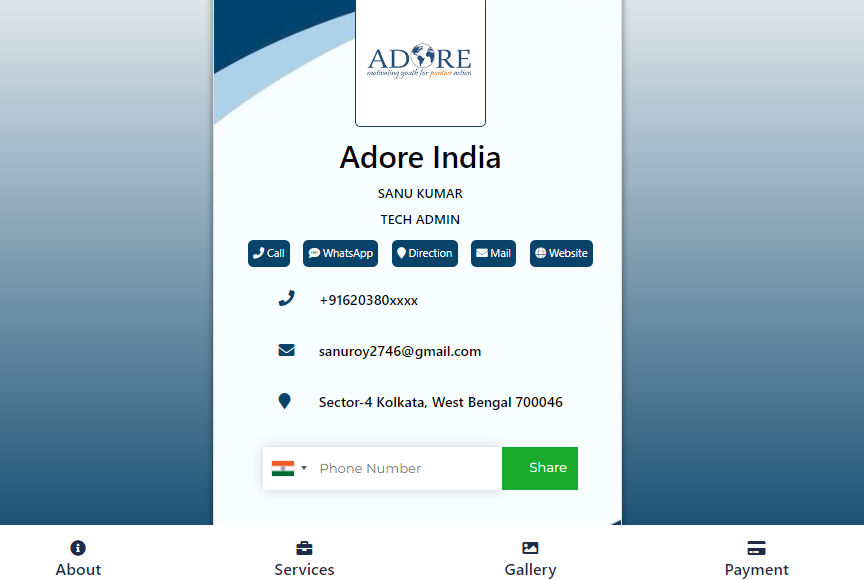 ADORE
motivating youth for positive action
Adore India
SANU KUMAR
TECH ADMIN
Call WhatsApp Direction Mail Website
+91620380xxxx
sanuroy2746@gmail.com
Sector-4 Kolkata, West Bengal 700046
Phone Number Share
About Services Gallery Payment